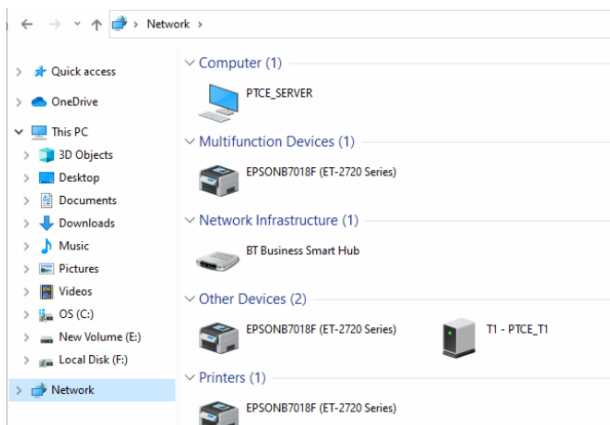 Network
Quick access
OneDrive
This PC
3D Objects
Desktop
Documents
Downloads
Music
Pictures
Videos
OS (C:)
New Volume (E:)
Local Disk (F:)
Network
Computer (1)
PTCE_SERVER
Multifunction Devices (1)
EPSONB7018F (ET-2720 Series)
Network Infrastructure (1)
BT Business Smart Hub
Other Devices (2)
EPSONB7018F (ET-2720 Series)
T1 - PTCE_T1
Printers (1)
EPSONB7018F (ET-2720 Series)